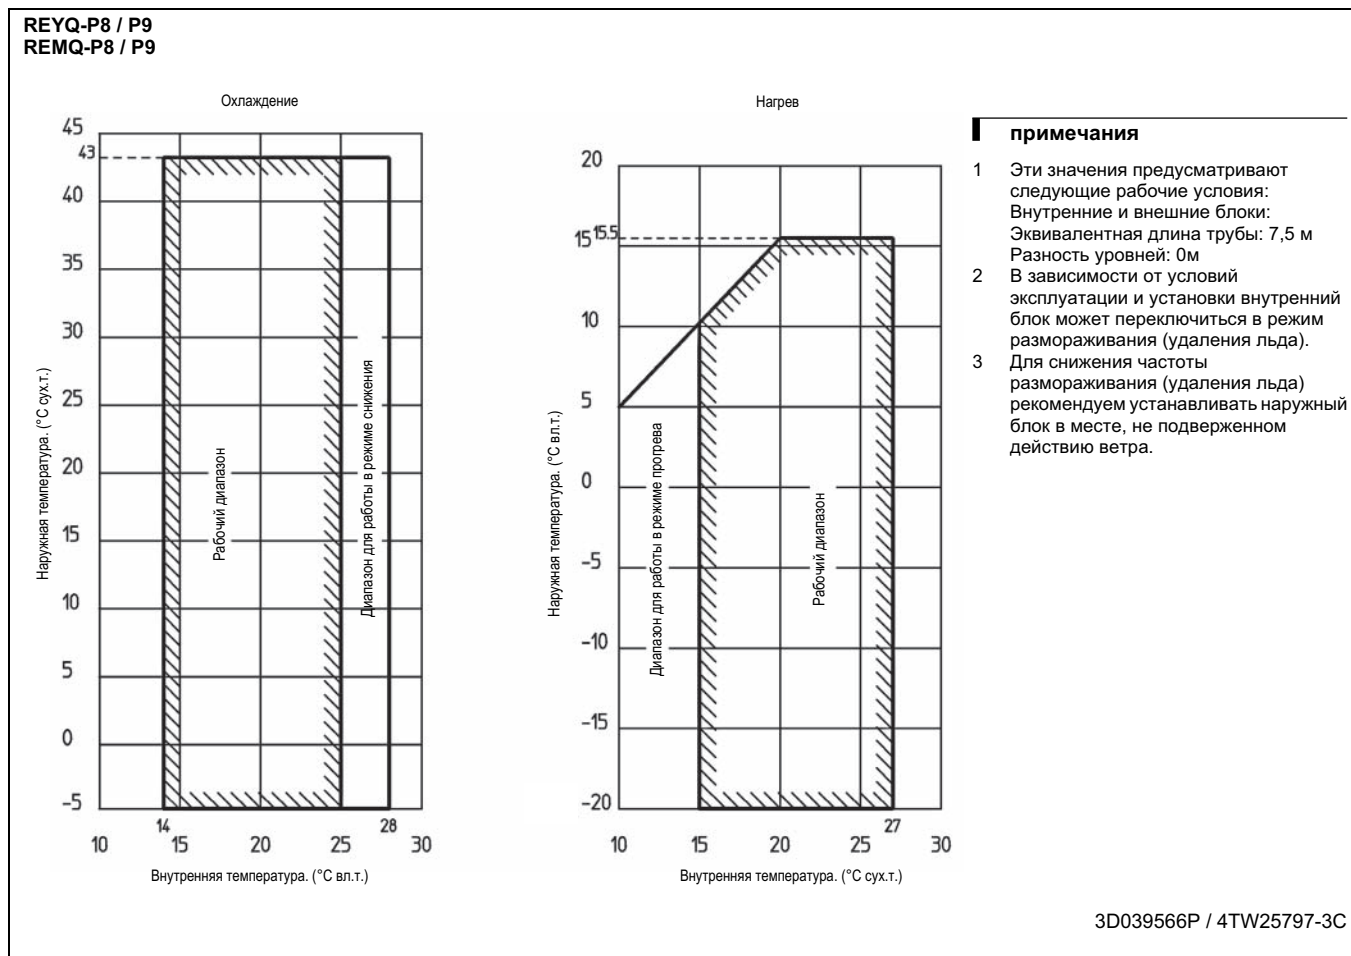 REYQ-P8 / P9
REMQ-P8 / P9
Охлаждение
45
43
40
35
30
25
20
15
10
5
0
-5
14
28
10
15
20
25
30
Наружная температура. (°C сух.т.)
Рабочий диапазон
Диапазон для работы в режиме снижения
Внутренняя температура. (°C вл.т.)
Нагрев
20
15
15.5
10
5
0
-5
-10
-15
-20
27
10
15
20
25
30
Наружная температура. (°C вл.т.)
Диапазон для работы в режиме прогрева
Рабочий диапазон
Внутренняя температура. (°C сух.т.)
примечания
1 Эти значения предусматривают
следующие рабочие условия:
Внутренние и внешние блоки:
Эквивалентная длина трубы: 7,5 м
Разность уровней: 0м
2 В зависимости от условий
эксплуатации и установки внутренний
блок может переключиться в режим
размораживания (удаления льда).
3 Для снижения частоты
размораживания (удаления льда)
рекомендуем устанавливать наружный
блок в месте, не подверженном
действию ветра.
3D039566P / 4TW25797-3C